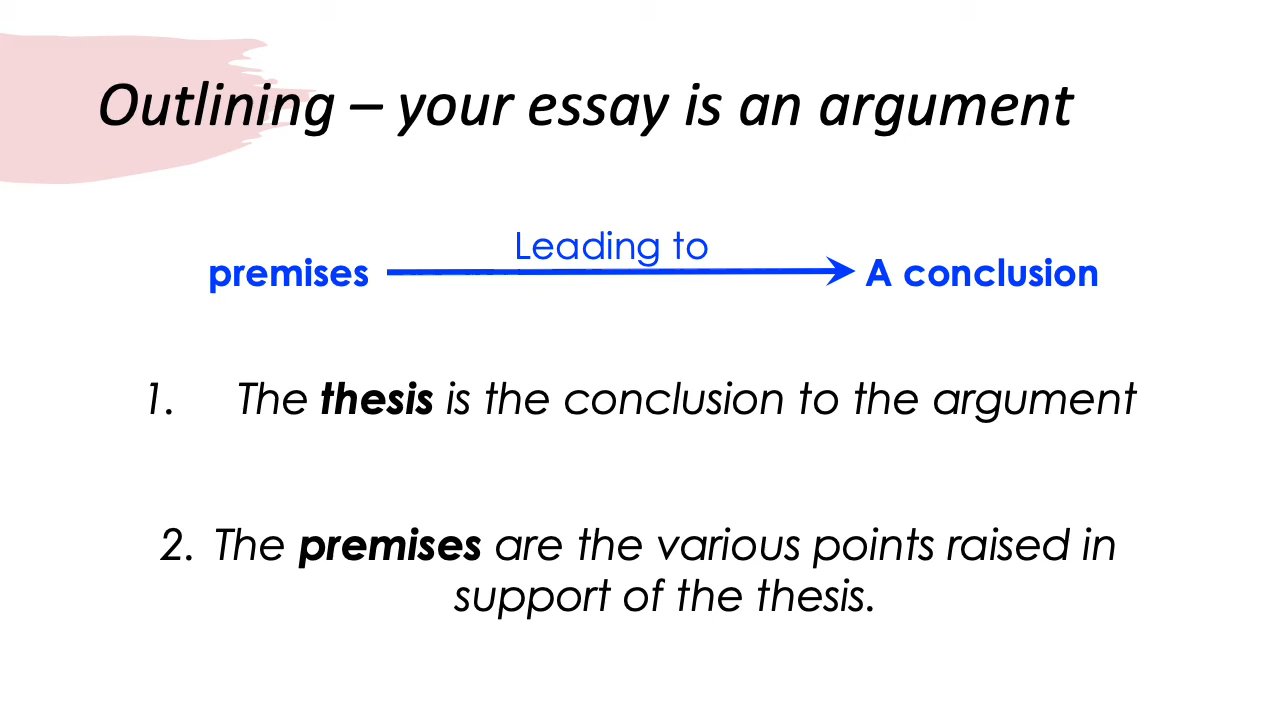 Outlining – your essay is an argument
Leading to
premises A conclusion
1. The thesis is the conclusion to the argument
2. The premises are the various points raised in
support of the thesis.